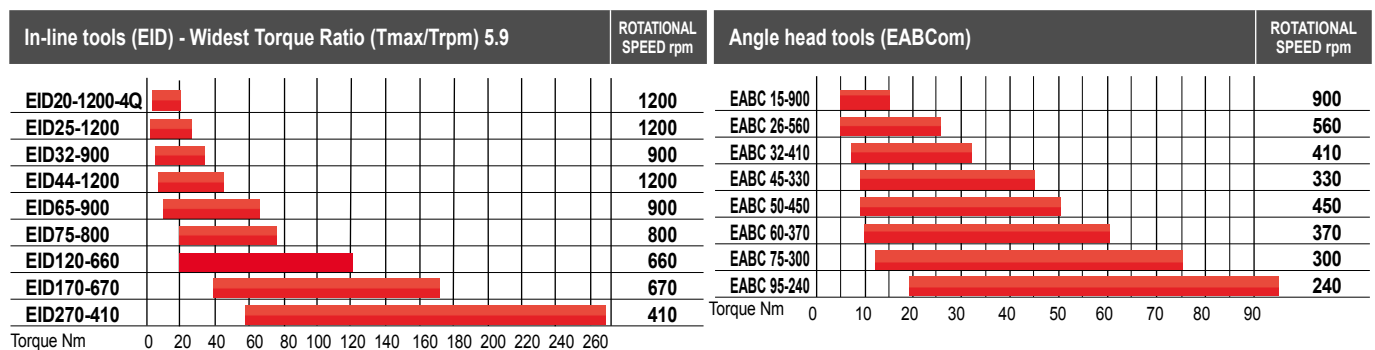 In-line tools (EID) - Widest Torque Ratio (Tmax/Trpm) 5.9
ROTATIONAL
SPEED rpm
EID20-1200-4Q 1200
EID25-1200 1200
EID32-900 900
EID44-1200 1200
EID65-900 900
EID75-800 800
EID120-660 660
EID170-670 670
EID270-410 410
Torque Nm 0 20 40 60 80 100 120 140 160 180 200 220 240 260
Angle head tools (EABCom)
ROTATIONAL
SPEED rpm
EABC 15-900 900
EABC 26-560 560
EABC 32-410 410
EABC 45-330 330
EABC 50-450 450
EABC 60-370 370
EABC 75-300 300
EABC 95-240 240
Torque Nm 0 10 20 30 40 50 60 70 80 90